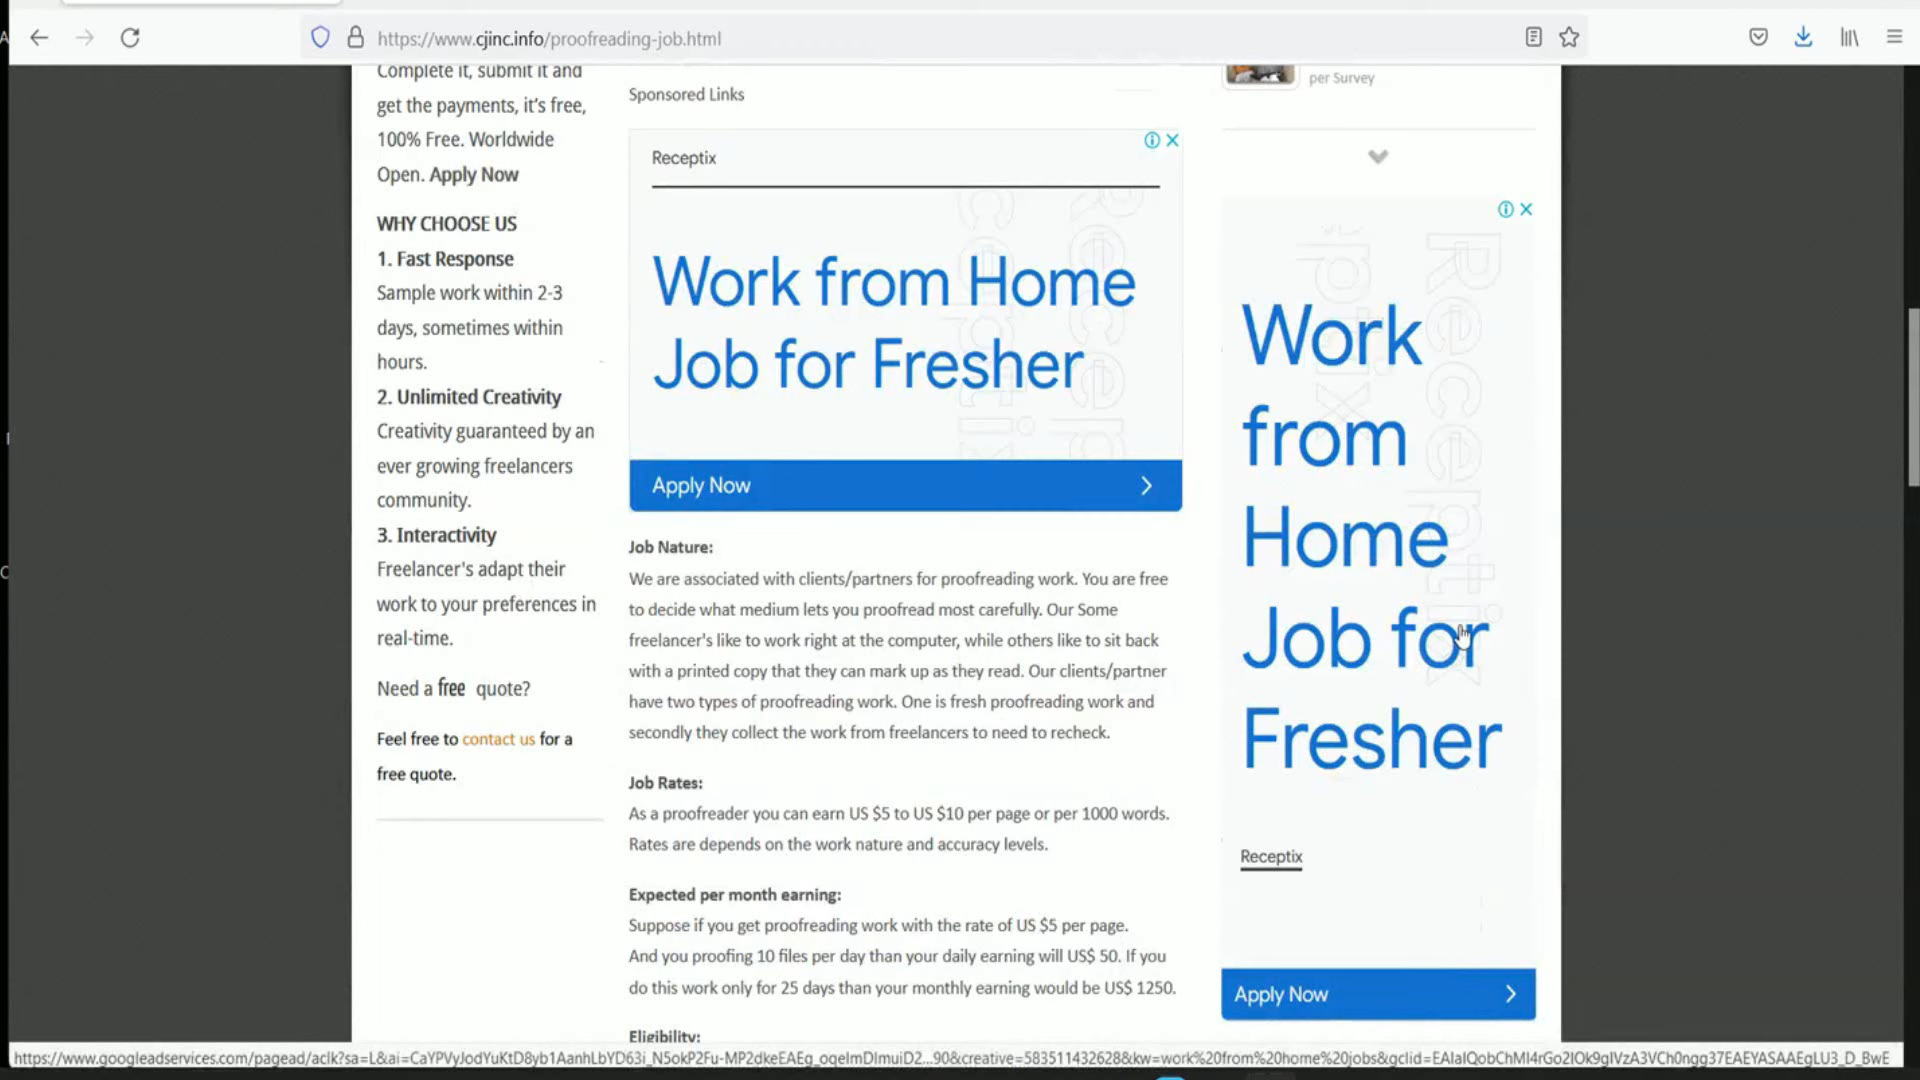 https://www.cjinc.info/proofreading-job.html
Complete it, submit it and
get the payments, it's free,
100% Free. Worldwide
Open. Apply Now
WHY CHOOSE US
1. Fast Response
Sample work within 2-3
days, sometimes within
hours.
2. Unlimited Creativity
Creativity guaranteed by an
ever growing freelancers
community.
3. Interactivity
Freelancer's adapt their
work to your preferences in
real-time.
Need a free quote?
Feel free to contact us for a
free quote.
Sponsored Links
Receptix
Work from Home
Job for Fresher
Apply Now
Job Nature:
We are associated with clients/partners for proofreading work. You are free
to decide what medium lets you proofread most carefully. Our Some
freelancer's like to work right at the computer, while others like to sit back
with a printed copy that they can mark up as they read. Our clients/partner
have two types of proofreading work. One is fresh proofreading work and
secondly they collect the work from freelancers to need to recheck.
Job Rates:
As a proofreader you can earn US $5 to US $10 per page or per 1000 words.
Rates are depends on the work nature and accuracy levels.
Expected per month earning:
Suppose if you get proofreading work with the rate of US $5 per page.
And you proofing 10 files per day than your daily earning will US$ 50. If you
do this work only for 25 days than your monthly earning would be US$ 1250.
Eligibility:
per Survey
Work
from
Home
Job for
Fresher
Receptix
Apply Now